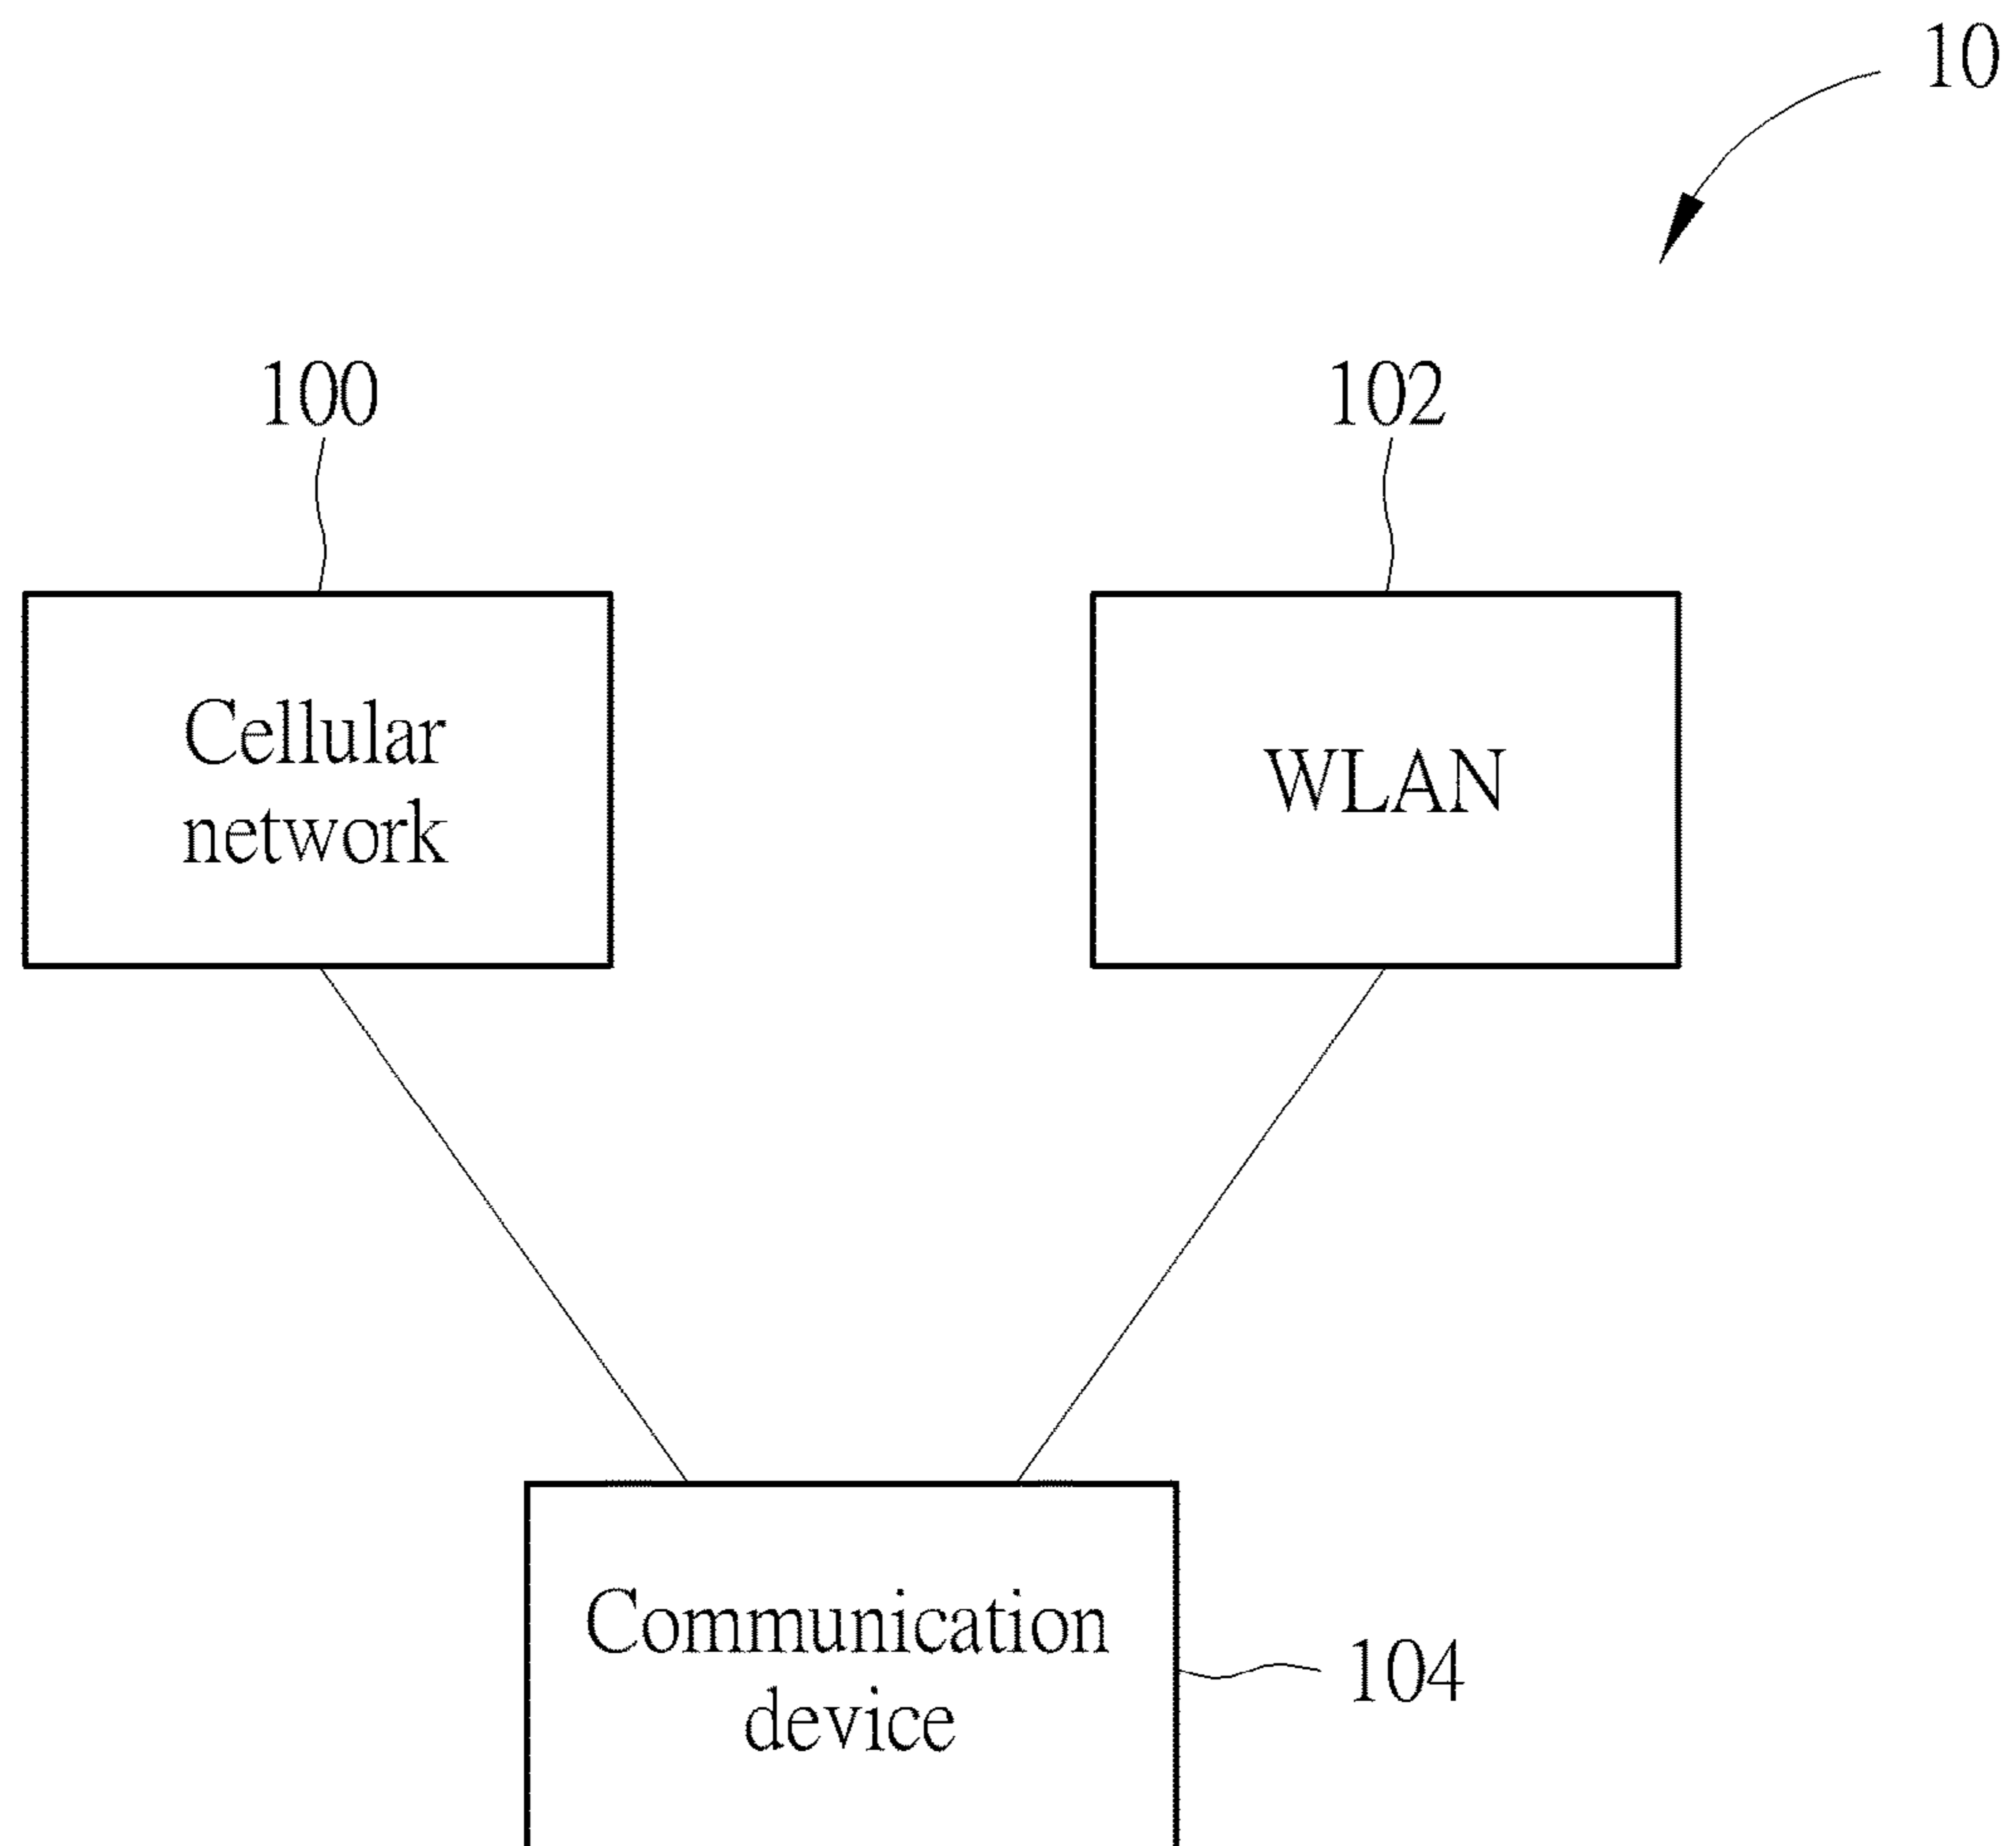 10
100
102
Cellular
network
WLAN
Communication
device
104